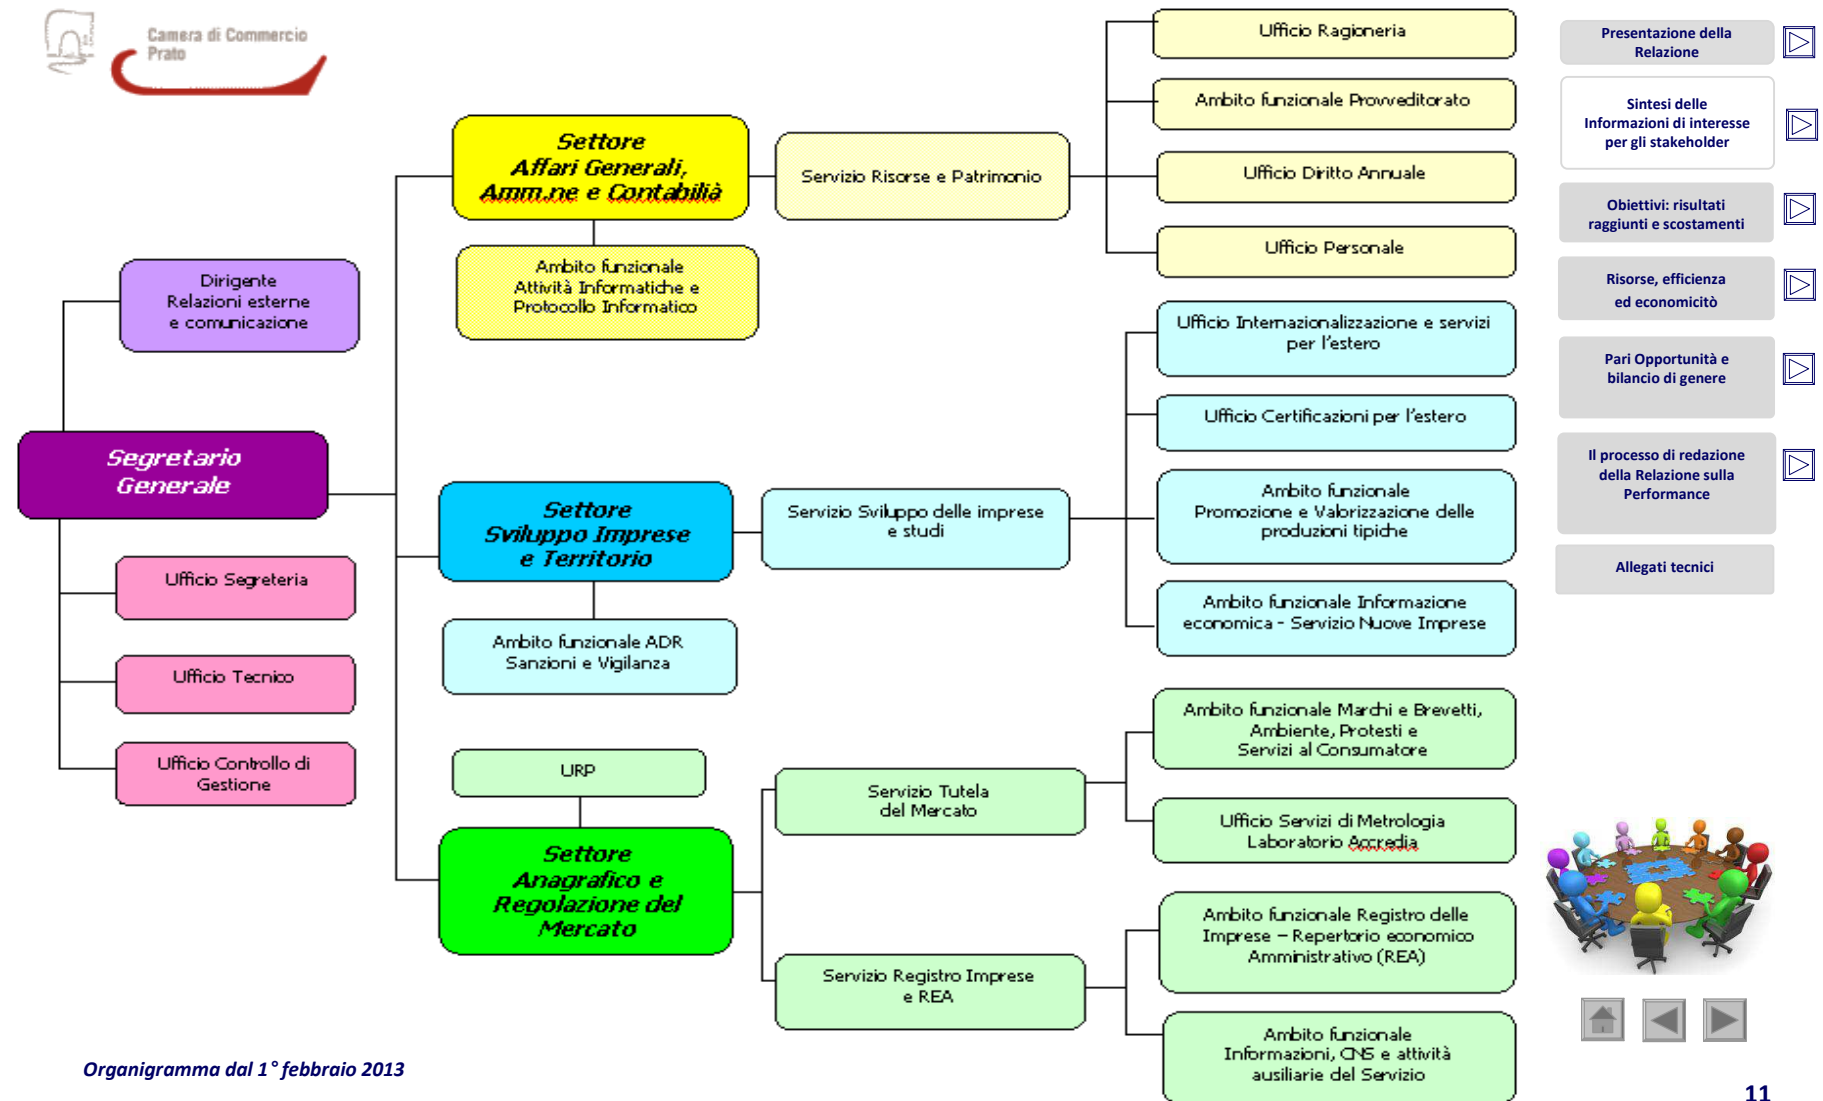 Camera di Commercio
Prato
Dirigente
Relazioni esterne
e comunicazione
Segretario
Generale
Ufficio Segreteria
Ufficio Tecnico
Ufficio Controllo di
Gestione
Settore
Affari Generali,
Amm.ne e Contabilià
Ambito funzionale
Attività Informatiche e
Protocollo Informatico
Servizio Risorse e Patrimonio
Ufficio Ragioneria
Ambito funzionale Provveditorato
Ufficio Diritto Annuale
Ufficio Personale
Settore
Sviluppo Imprese
e Territorio
Ambito funzionale ADR
Sanzioni e Vigilanza
Servizio Sviluppo delle imprese
e studi
Ufficio Internazionalizzazione e servizi
per l'estero
Ufficio Certificazioni per l'estero
Ambito funzionale
Promozione e Valorizzazione delle
produzioni tipiche
Ambito funzionale Informazione
economica - Servizio Nuove Imprese
URP
Settore
Anagrafico e
Regolazione del
Mercato
Servizio Tutela
del Mercato
Ambito funzionale Marchi e Brevetti,
Ambiente, Protesti e
Servizi al Consumatore
Ufficio Servizi di Metrologia
Laboratorio Accredia
Servizio Registro Imprese
e REA
Ambito funzionale Registro delle
Imprese – Repertorio economico
Amministrativo (REA)
Ambito funzionale
Informazioni, CNS e attività
ausiliarie del Servizio
Presentazione della
Relazione
Sintesi delle
Informazioni di interesse
per gli stakeholder
Obiettivi: risultati
raggiunti e scostamenti
Risorse, efficienza
ed economicitò
Pari Opportunità e
bilancio di genere
Il processo di redazione
della Relazione sulla
Performance
Allegati tecnici
Organigramma dal 1° febbraio 2013
11